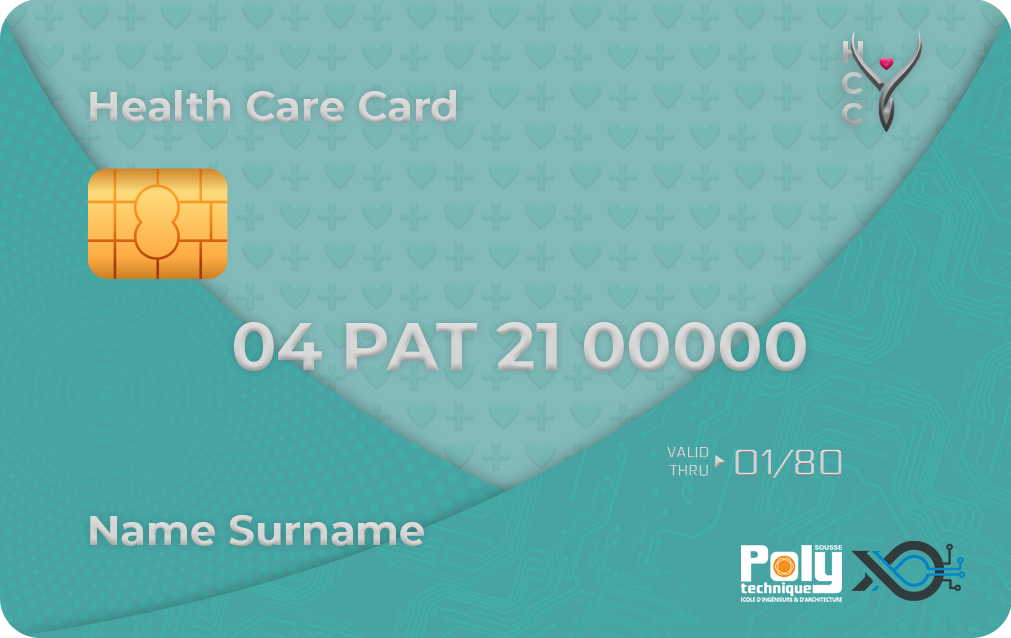 H
C
C
Health Care Card
04 PAT 21 00000
VALID
THRU
01/80
Name Surname
SOUSSE
Poly
technique
ECOLE D'INGÉNIEURS & D'ARCHITECTURE